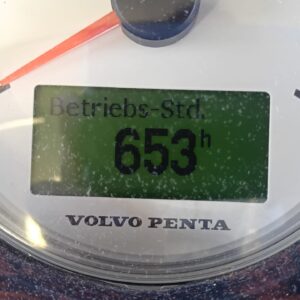 Betriebs-Std.
653h
VOLVO PENTA